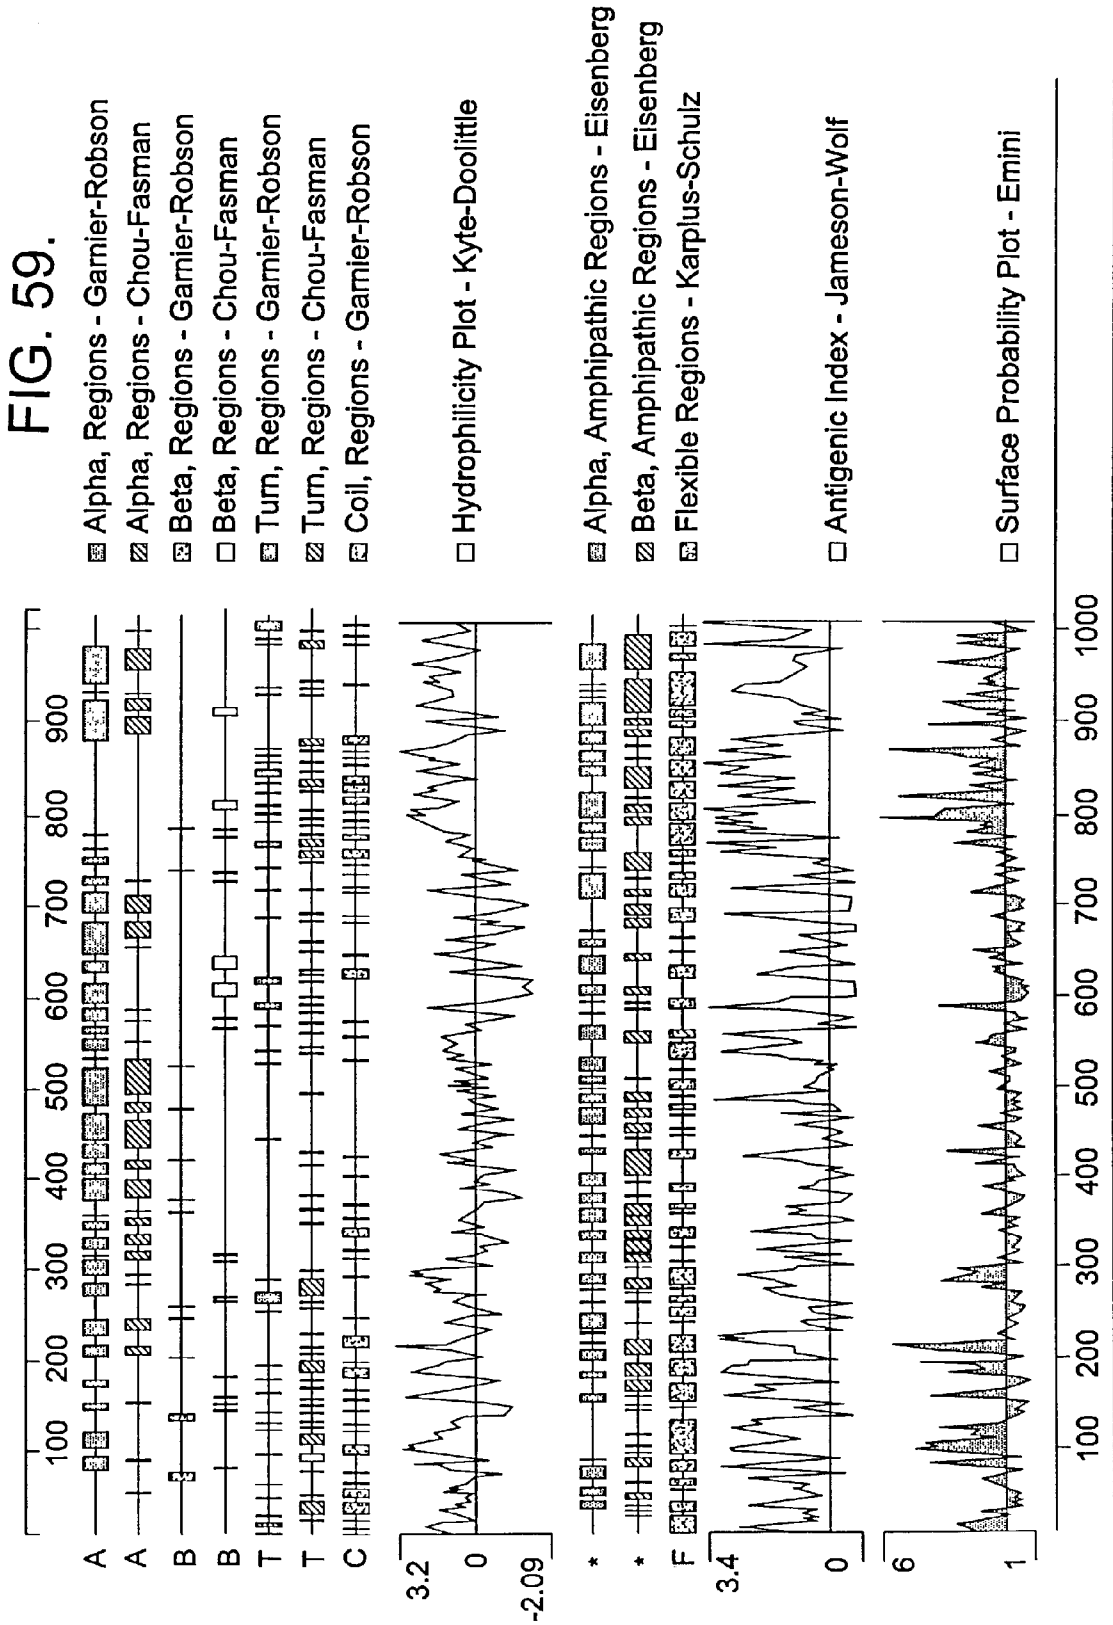 FIG. 59.
100 200 300 400 500 600 700 800 900
A Alpha, Regions - Garnier-Robson
A Alpha, Regions - Chou-Fasman
B Beta, Regions - Garnier-Robson
B Beta, Regions - Chou-Fasman
T Turn, Regions - Garnier-Robson
T Turn, Regions - Chou-Fasman
C Coil, Regions - Garnier-Robson
3.2
0 Hydrophilicity Plot - Kyte-Doolittle
-2.09
* Alpha, Amphipathic Regions - Eisenberg
* Beta, Amphipathic Regions - Eisenberg
F Flexible Regions - Karplus-Schulz
3.4
0 Antigenic Index - Jameson-Wolf
6
1 Surface Probability Plot - Emini
100 200 300 400 500 600 700 800 900 1000